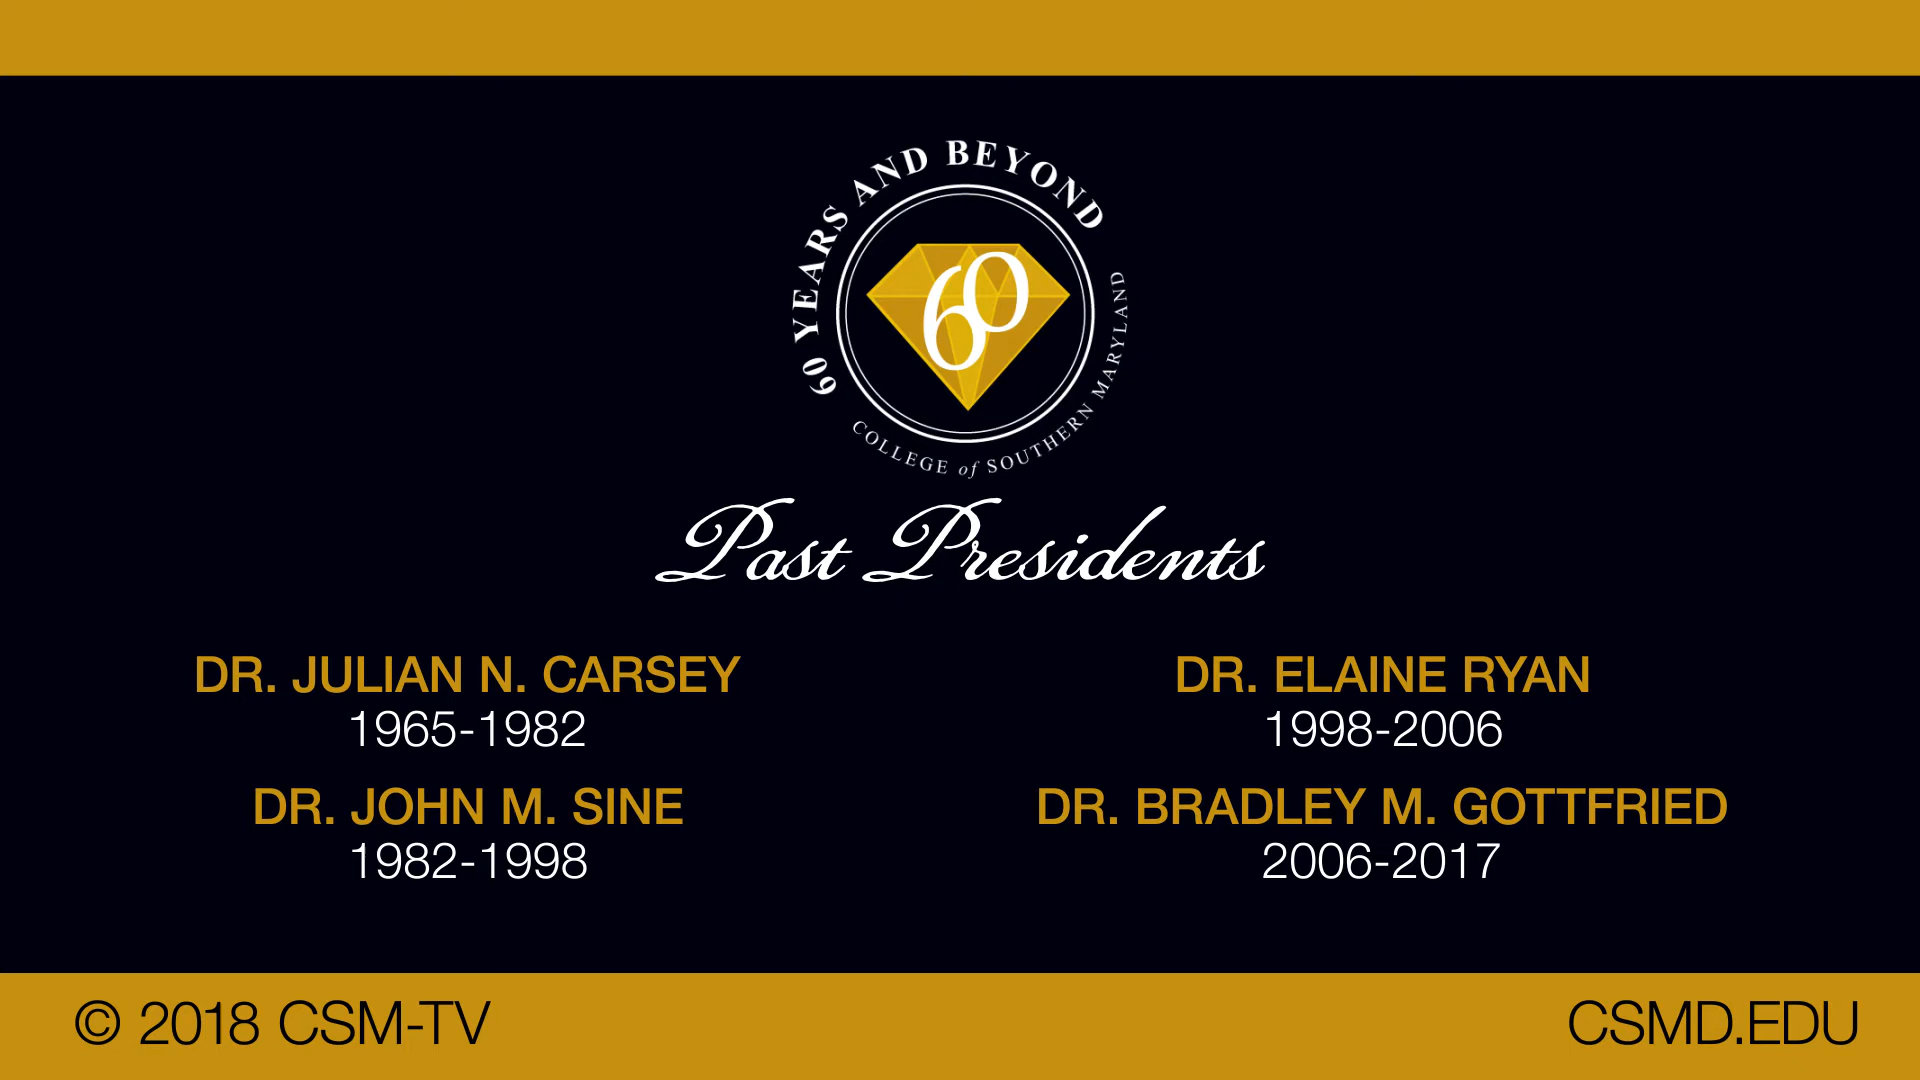 60 YEARS AND BEYOND
60
COLLEGE of SOUTHERN MARYLAND
Past Presidents
DR. JULIAN N. CARSEY
1965-1982
DR. JOHN M. SINE
1982-1998
DR. ELAINE RYAN
1998-2006
DR. BRADLEY M. GOTTFRIED
2006-2017
© 2018 CSM-TV
CSMD.EDU